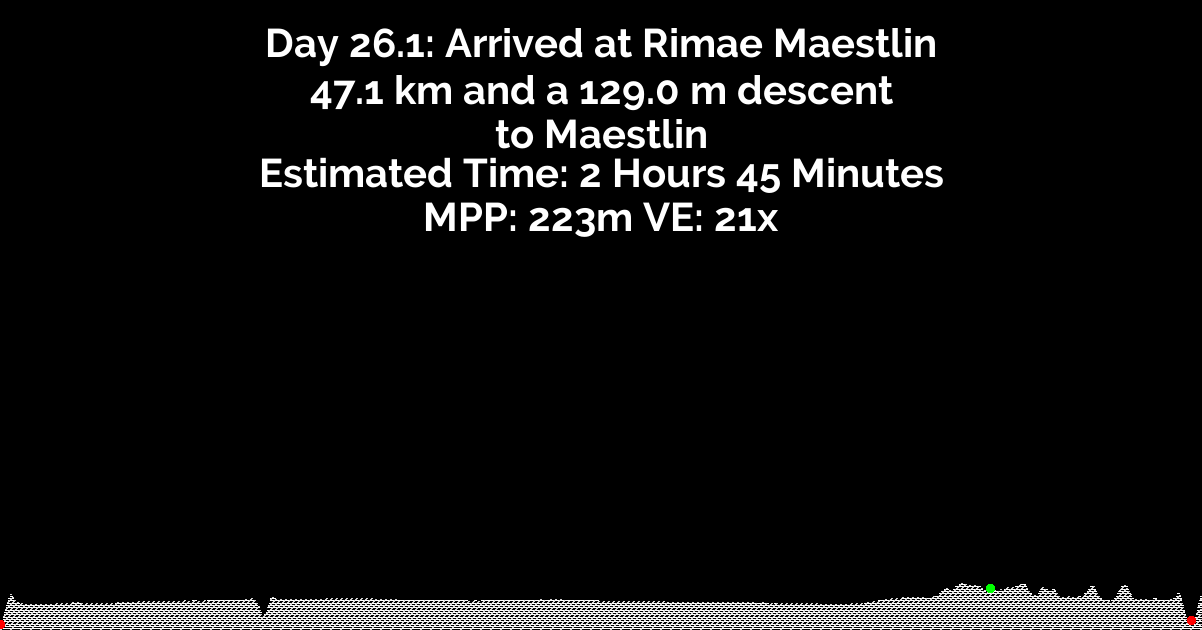 Day 26.1: Arrived at Rimae Maestlin
47.1 km and a 129.0 m descent
to Maestlin
Estimated Time: 2 Hours 45 Minutes
MPP: 223m VE: 21x